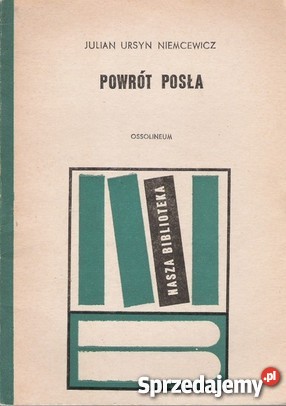 JULIAN URSYN NIEMCEWICZ
POWRÓT POSŁA
OSSOLINEUM
NASZA BIBLIOTEKA
Sprzedajemy.pl